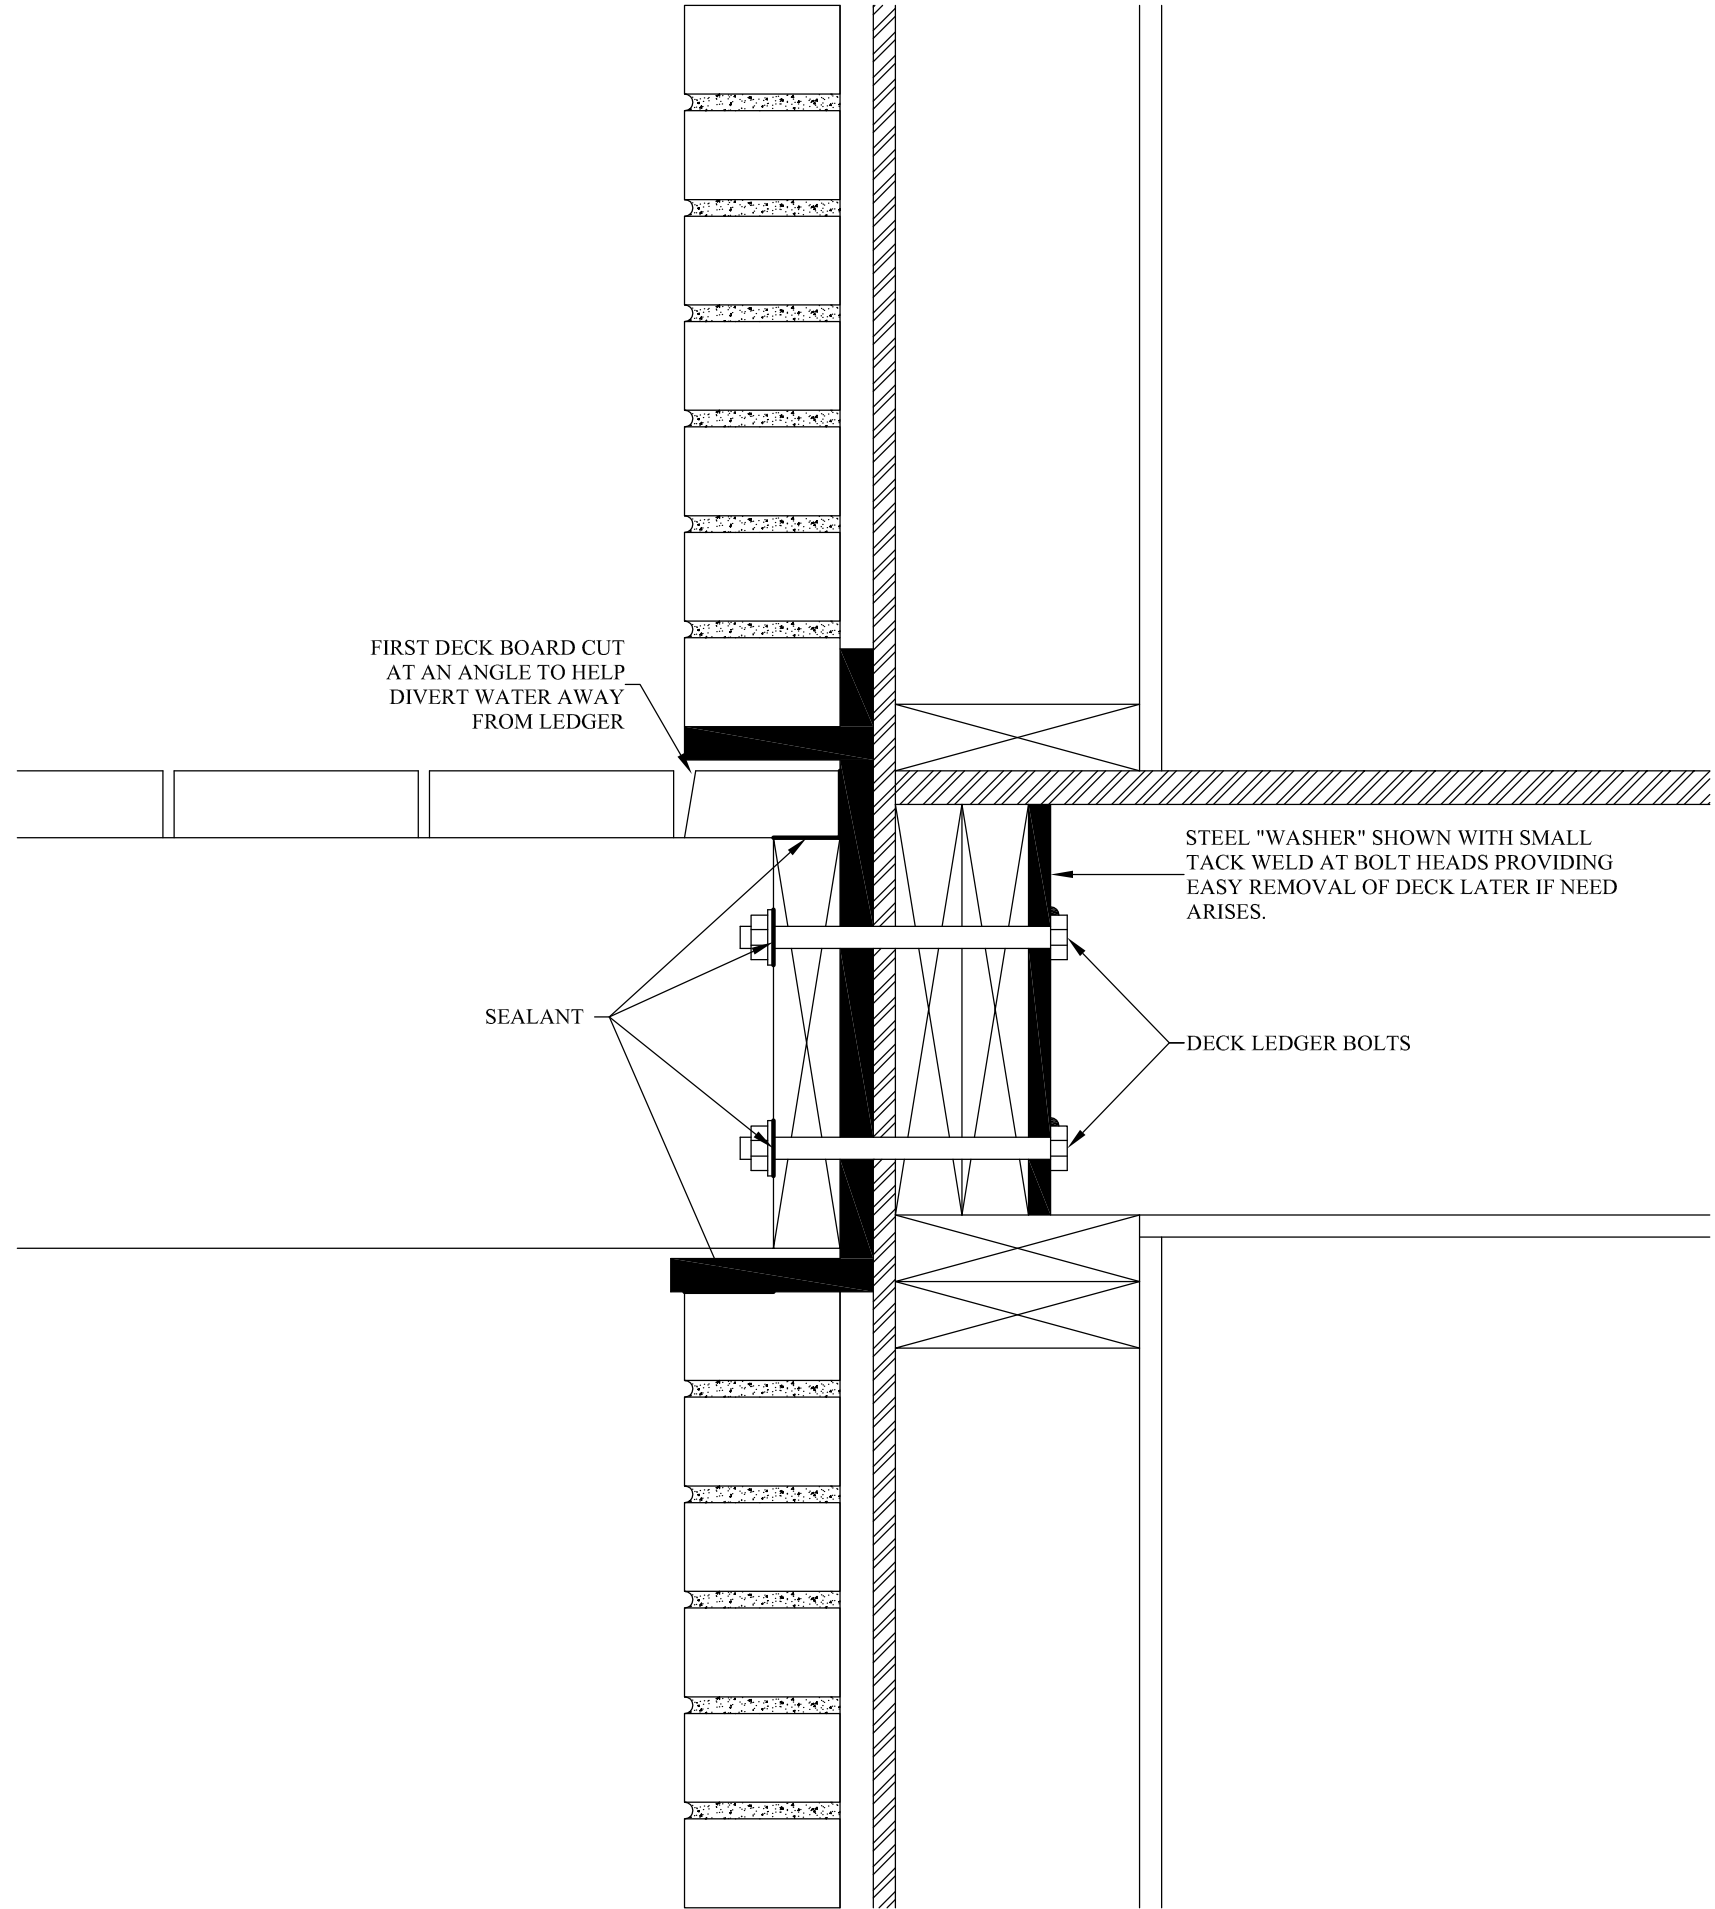 FIRST DECK BOARD CUT
AT AN ANGLE TO HELP
DIVERT WATER AWAY
FROM LEDGER
STEEL "WASHER" SHOWN WITH SMALL
TACK WELD AT BOLT HEADS PROVIDING
EASY REMOVAL OF DECK LATER IF NEED
ARISES.
SEALANT
DECK LEDGER BOLTS